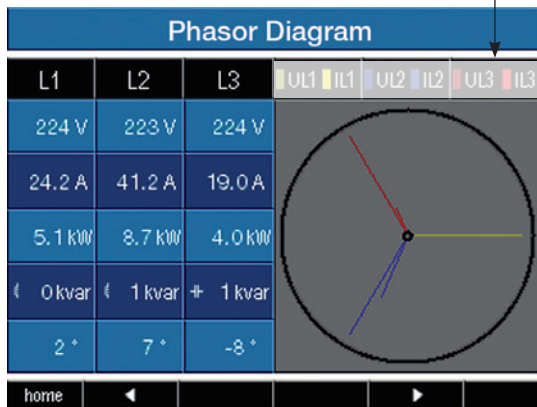 Phasor Diagram
L1 L2 L3 UL1 IL1 UL2 IL2 UL3 IL3
224 V 223 V 224 V
24.2 A 41.2 A 19.0 A
5.1 kW 8.7 kW 4.0 kW
0 kvar 1 kvar 1 kvar
2 ° 7 ° -8 °
home